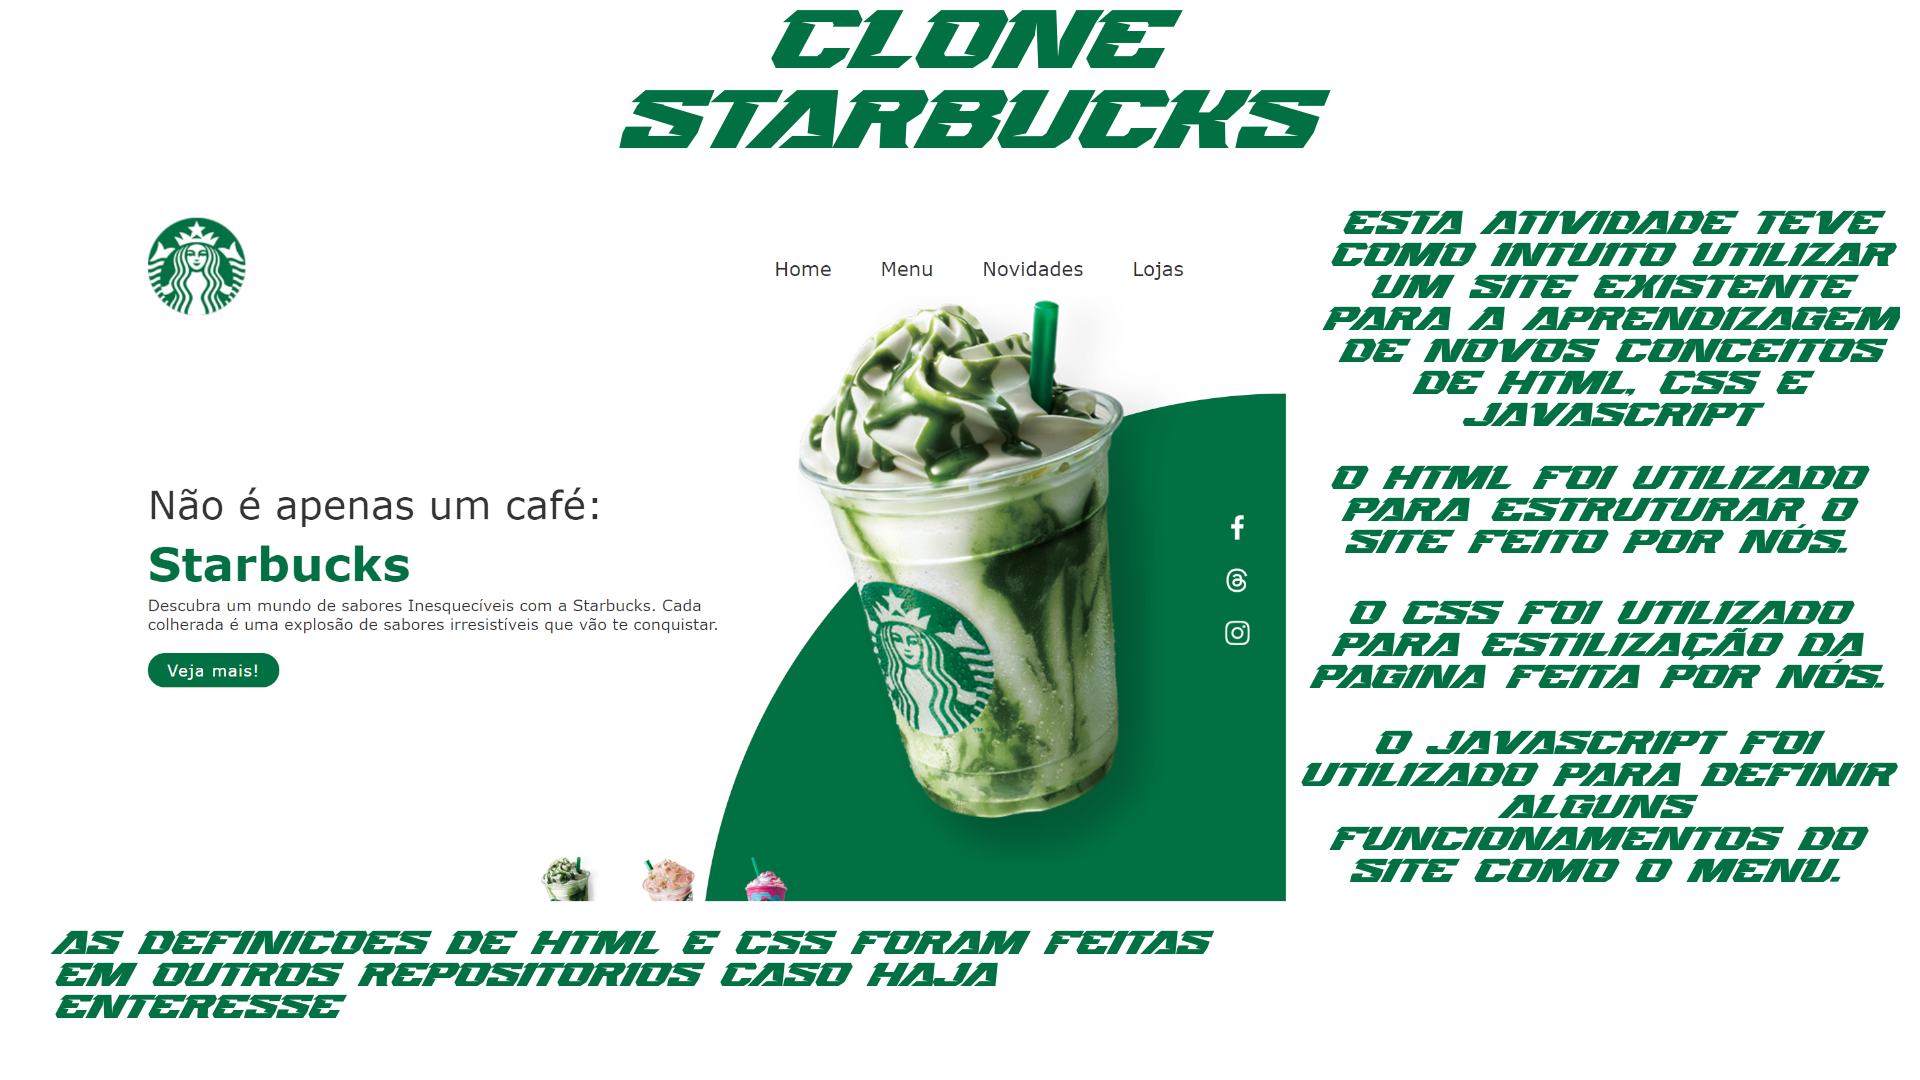 CLONE
STARBUCKS
Home Menu Novidades Lojas
Não é apenas um café:
Starbucks
Descubra um mundo de sabores Inesquecíveis com a Starbucks. Cada
colherada é uma explosão de sabores irresistíveis que vão te conquistar.
Veja mais!
TM
ESTA ATIVIDADE TEVE
COMO INTUITO UTILIZAR
UM SITE EXISTENTE
PARA A APRENDIZAGEM
DE NOVOS CONCEITOS
DE HTML, CSS E
JAVASCRIPT
O HTML FOI UTILIZADO
PARA ESTRUTURAR O
SITE FEITO POR NÓS.
O CSS FOI UTILIZADO
PARA ESTILIZAÇÃO DA
PAGINA FEITA POR NÓS.
O JAVASCRIPT FOI
UTILIZADO PARA DEFINIR
ALGUNS
FUNCIONAMENTOS DO
SITE COMO O MENU.
AS DEFINICOES DE HTML E CSS FORAM FEITAS
EM OUTROS REPOSITORIOS CASO HAJA
ENTERESSE